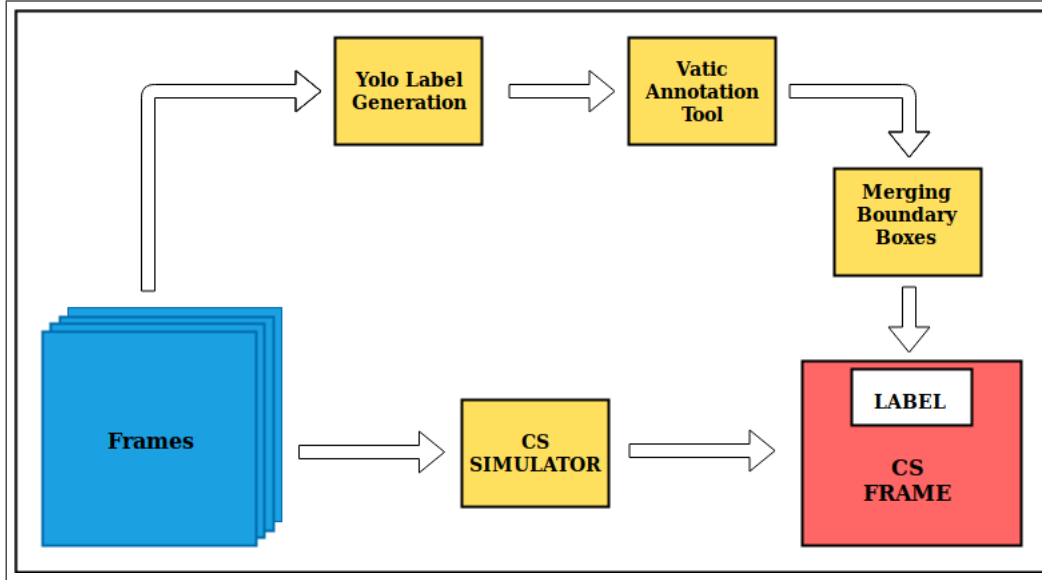 Yolo Label
Generation
Vatic
Annotation
Tool
Merging
Boundary
Boxes
Frames
CS
SIMULATOR
LABEL
CS
FRAME